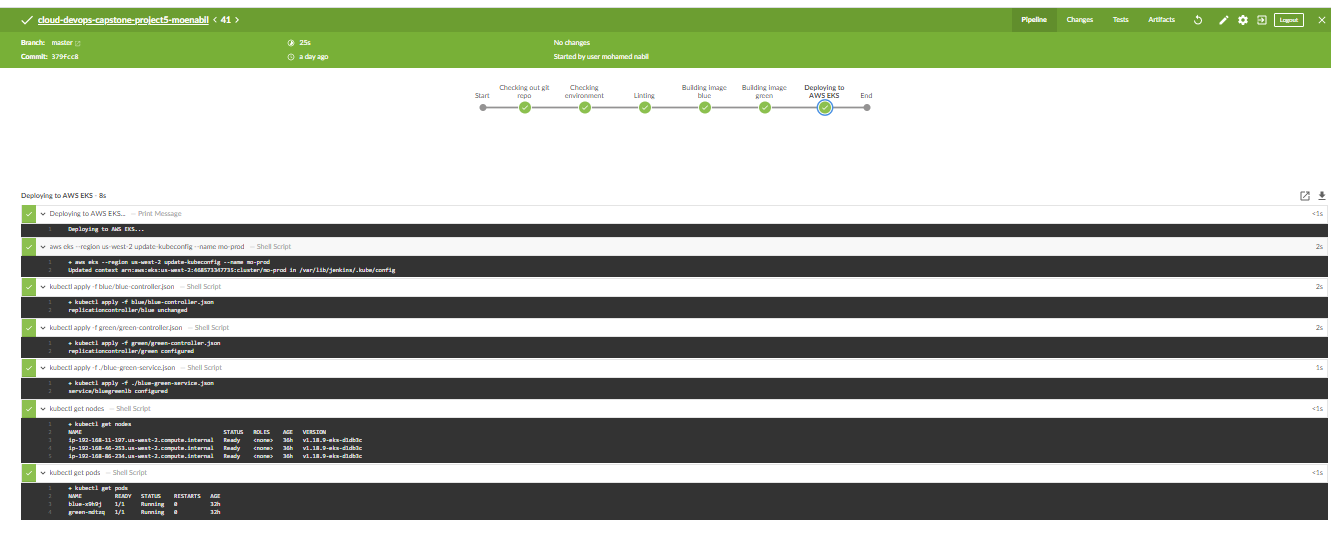 cloud-devops-capstone-project5-moenabil < 41 >
Pipeline Changes Tests Artifacts Logout
Branch: master 25s No changes
Commit: 379fcc8 a day ago Started by user mohamed nabil
Start Checking out git repo Checking environment Linting Building image blue Building image green Deploying to AWS EKS End
Deploying to AWS EKS - 8s
Deploying to AWS EKS... — Print Message <1s
1 Deploying to AWS EKS...
aws eks --region us-west-2 update-kubeconfig --name mo-prod — Shell Script 2s
1 + aws eks --region us-west-2 update-kubeconfig --name mo-prod
2 Updated context arn:aws:eks:us-west-2:468573347735:cluster/mo-prod in /var/lib/jenkins/.kube/config
kubectl apply -f blue/blue-controller.json — Shell Script 2s
1 + kubectl apply -f blue/blue-controller.json
2 replicationcontroller/blue unchanged
kubectl apply -f green/green-controller.json — Shell Script 2s
1 + kubectl apply -f green/green-controller.json
2 replicationcontroller/green configured
kubectl apply -f ./blue-green-service.json — Shell Script 1s
1 + kubectl apply -f ./blue-green-service.json
2 service/bluegreenlb configured
kubectl get nodes — Shell Script <1s
1 + kubectl get nodes
2 NAME STATUS ROLES AGE VERSION
3 ip-192-168-11-197.us-west-2.compute.internal Ready <none> 36h v1.18.9-eks-d1db3c
4 ip-192-168-46-253.us-west-2.compute.internal Ready <none> 36h v1.18.9-eks-d1db3c
5 ip-192-168-86-234.us-west-2.compute.internal Ready <none> 36h v1.18.9-eks-d1db3c
kubectl get pods — Shell Script <1s
1 + kubectl get pods
2 NAME READY STATUS RESTARTS AGE
3 blue-x9h9j 1/1 Running 0 32h
4 green-mdtzq 1/1 Running 0 32h